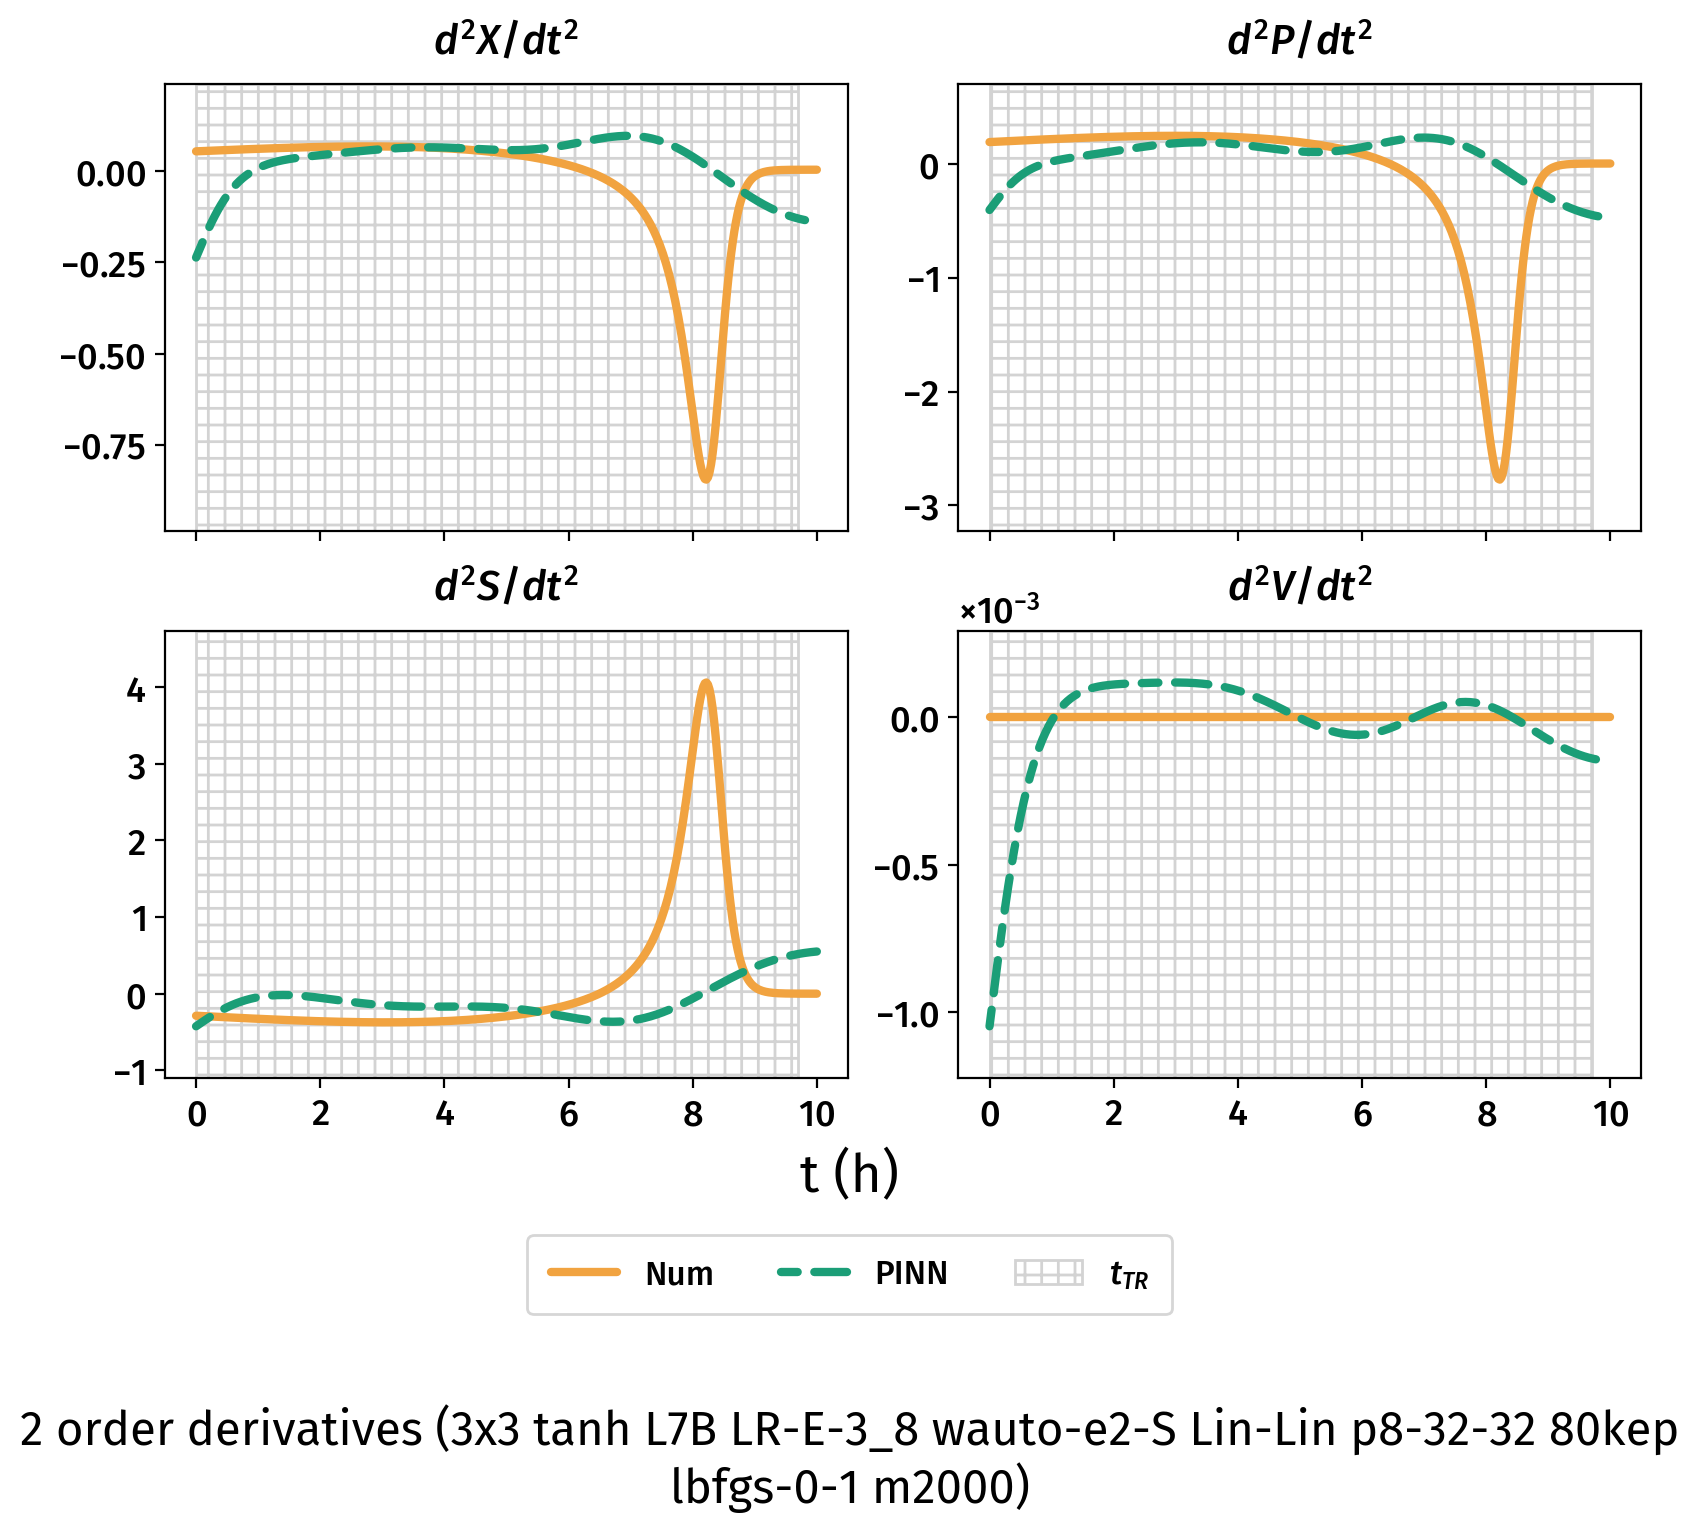 d²X/dt²
d²P/dt²
0.00
−0.25
−0.50
−0.75
0
−1
−2
−3
d²S/dt²
d²V/dt²
×10⁻³
4
3
2
1
0
−1
0.0
−0.5
−1.0
0 2 4 6 8 10
0 2 4 6 8 10
t (h)
Num PINN t_TR
2 order derivatives (3x3 tanh L7B LR-E-3_8 wauto-e2-S Lin-Lin p8-32-32 80kep
lbfgs-0-1 m2000)